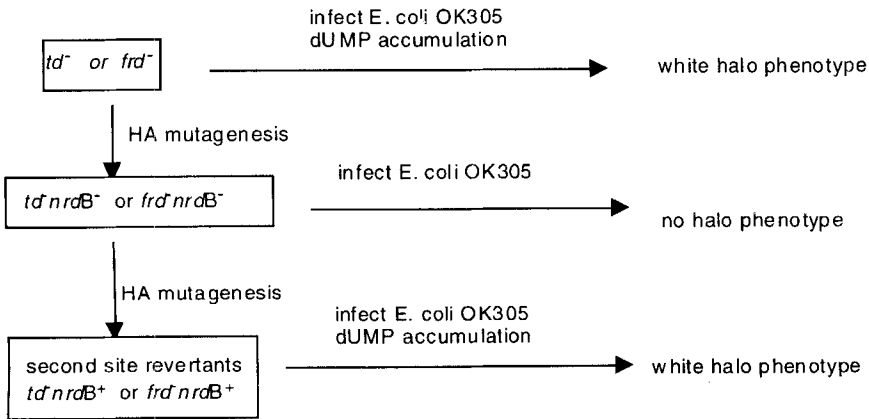 infect E. coli OK305
dUMP accumulation
td⁻ or frd⁻
white halo phenotype
HA mutagenesis
infect E. coli OK305
td⁻nrdB⁻ or frd⁻nrdB⁻
no halo phenotype
HA mutagenesis
infect E. coli OK305
dUMP accumulation
second site revertants
td⁻nrdB⁺ or frd⁻nrdB⁺
white halo phenotype